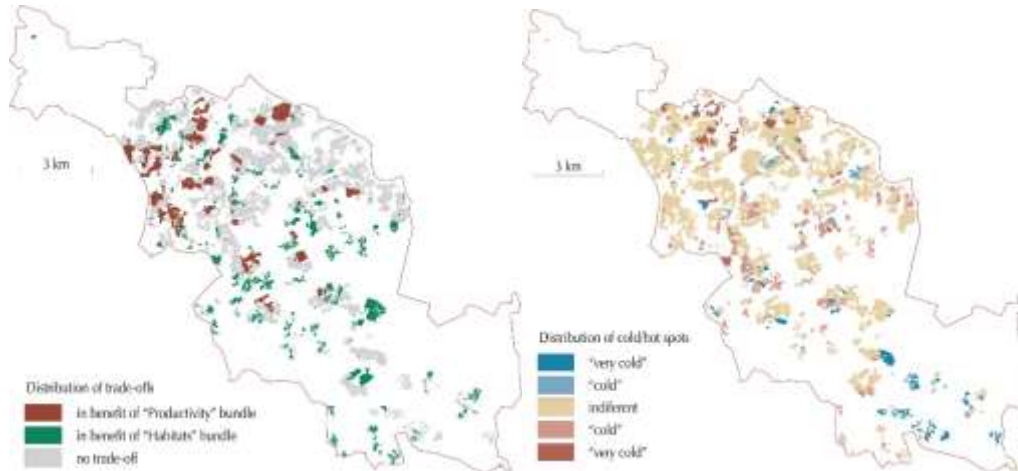 3 km
Distribution of trade-offs
in benefit of "Productivity" bundle
in benefit of "Habitats" bundle
no trade-off
3 km
Distribution of cold/hot spots
"very cold"
"cold"
indiferent
"cold"
"very cold"